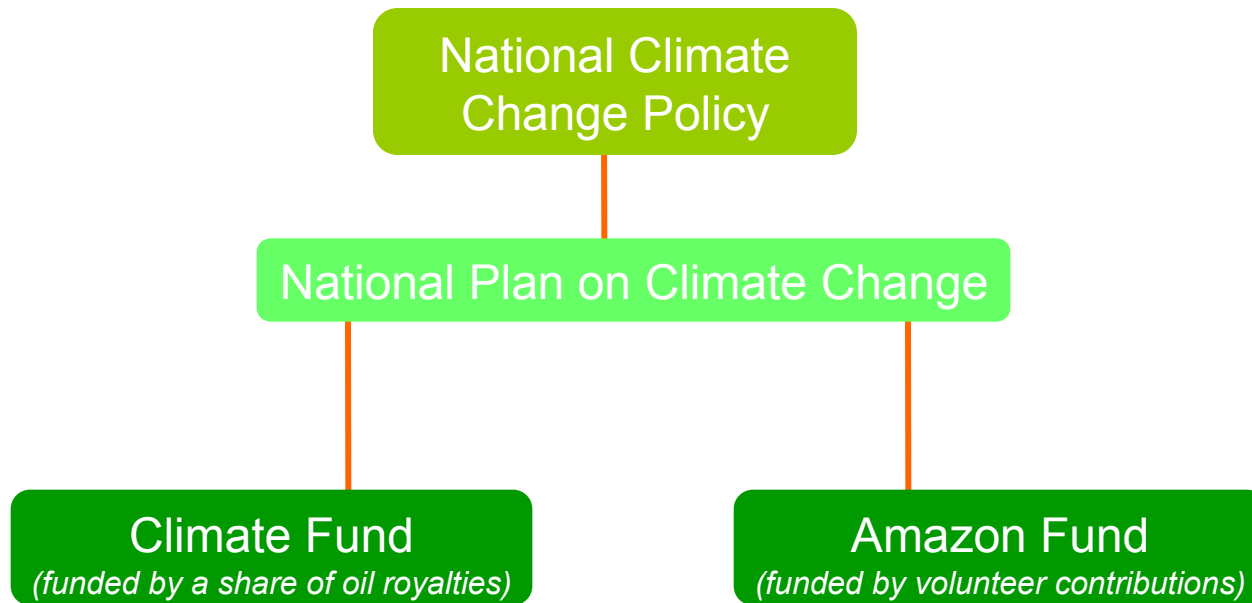 National Climate
Change Policy
National Plan on Climate Change
Climate Fund
(funded by a share of oil royalties)
Amazon Fund
(funded by volunteer contributions)